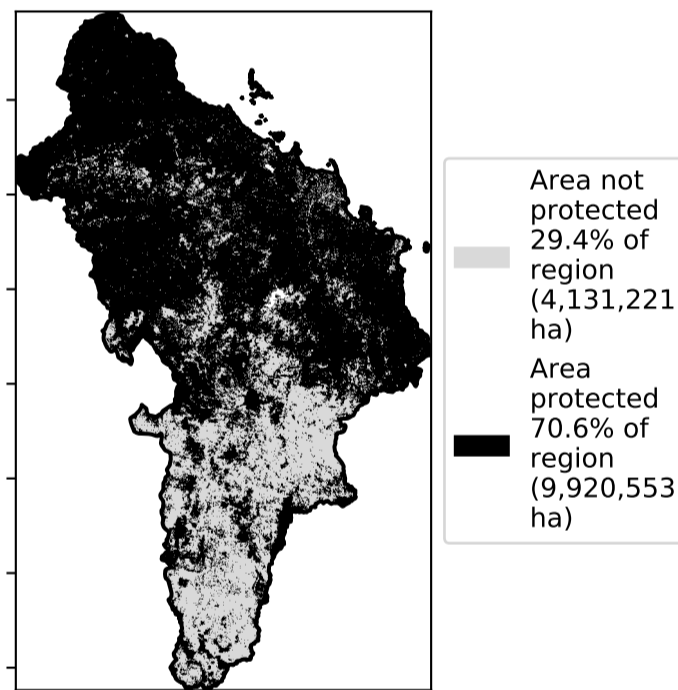 Area not
protected
29.4% of
region
(4,131,221
ha)
Area
protected
70.6% of
region
(9,920,553
ha)